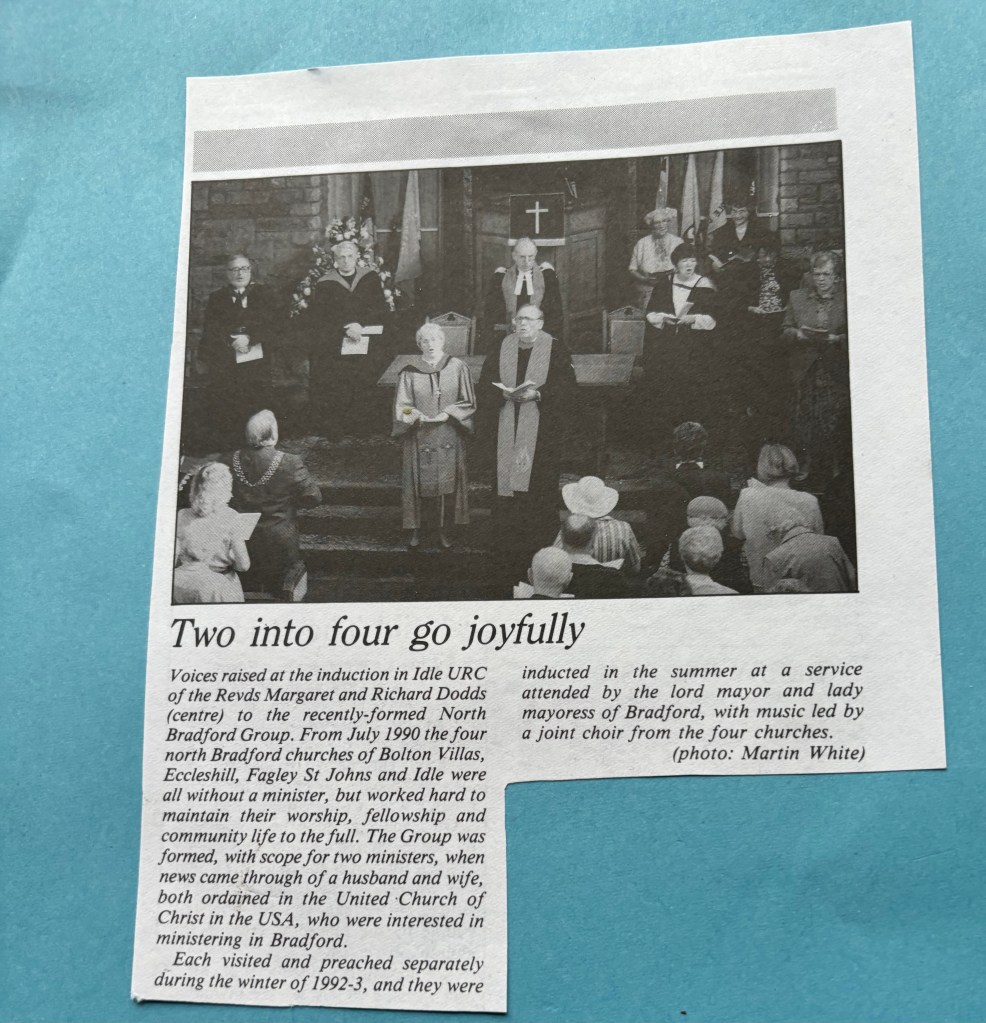 Two into four go joyfully
Voices raised at the induction in Idle URC
of the Revds Margaret and Richard Dodds
(centre) to the recently-formed North
Bradford Group. From July 1990 the four
north Bradford churches of Bolton Villas,
Eccleshill, Fagley St Johns and Idle were
all without a minister, but worked hard to
maintain their worship, fellowship and
community life to the full. The Group was
formed, with scope for two ministers, when
news came through of a husband and wife,
both ordained in the United Church of
Christ in the USA, who were interested in
ministering in Bradford.
Each visited and preached separately
during the winter of 1992-3, and they were
inducted in the summer at a service
attended by the lord mayor and lady
mayoress of Bradford, with music led by
a joint choir from the four churches.
(photo: Martin White)